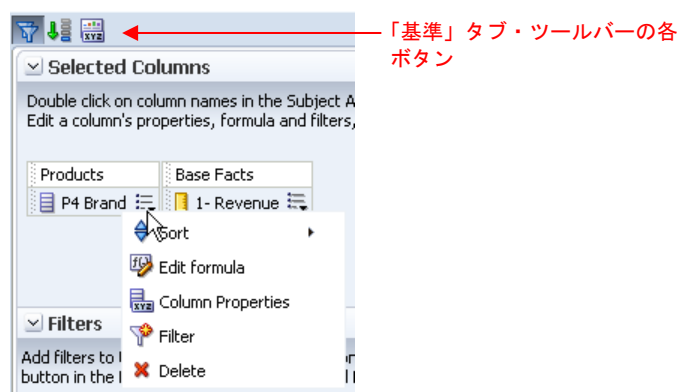 「基準」タブ・ツールバーの各
ボタン
XYZ
Selected Columns
Double click on column names in the Subject A
Edit a column's properties, formula and filters,
Products Base Facts
P4 Brand 1- Revenue
Sort
f() Edit formula
XYZ Column Properties
Filters
Filter
Add filters to
button in the
Delete